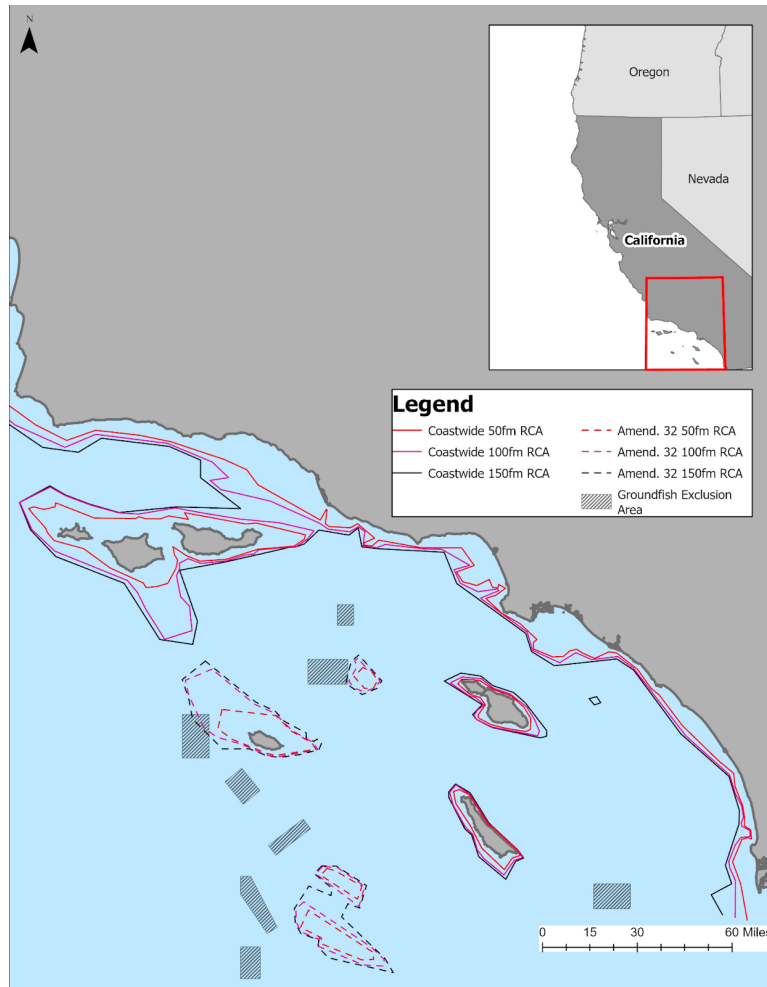 N
Oregon
Nevada
California
Legend
Coastwide 50fm RCA
Amend. 32 50fm RCA
Coastwide 100fm RCA
Amend. 32 100fm RCA
Coastwide 150fm RCA
Amend. 32 150fm RCA
Groundfish Exclusion
Area
0 15 30 60 Miles